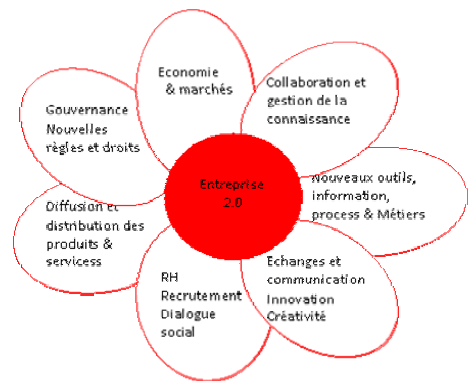 Economie
& marchés
Collaboration et
gestion de la
connaissance
Nouveaux outils,
information,
process & Métiers
Echanges et
communication
Innovation
Créativité
RH
Recrutement
Dialogue
social
Diffusion et
distribution des
produits &
servicess
Gouvernance
Nouvelles
règles et droits
Entreprise
2.0